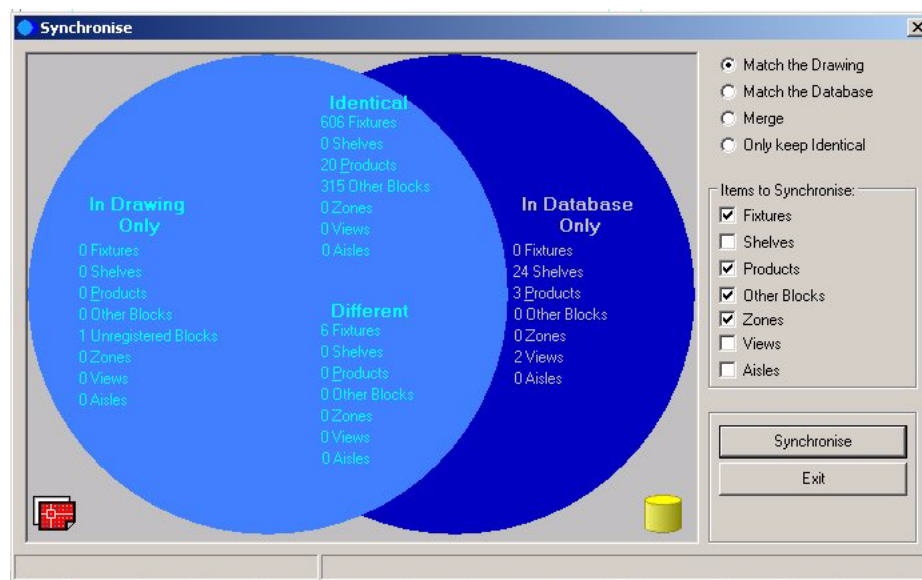 Synchronise
Identical
606 Fixtures
0 Shelves
20 Products
315 Other Blocks
0 Zones
0 Views
0 Aisles
In Drawing
Only
0 Fixtures
0 Shelves
0 Products
0 Other Blocks
1 Unregistered Blocks
0 Zones
0 Views
0 Aisles
Different
6 Fixtures
0 Shelves
0 Products
0 Other Blocks
0 Zones
0 Views
0 Aisles
In Database
Only
0 Fixtures
24 Shelves
3 Products
0 Other Blocks
0 Zones
2 Views
0 Aisles
Match the Drawing
Match the Database
Merge
Only keep Identical
Items to Synchronise:
Fixtures
Shelves
Products
Other Blocks
Zones
Views
Aisles
Synchronise
Exit